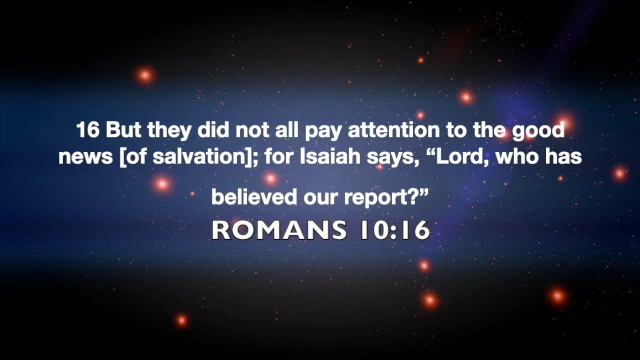 16 But they did not all pay attention to the good
news [of salvation]; for Isaiah says, “Lord, who has
believed our report?”
ROMANS 10:16